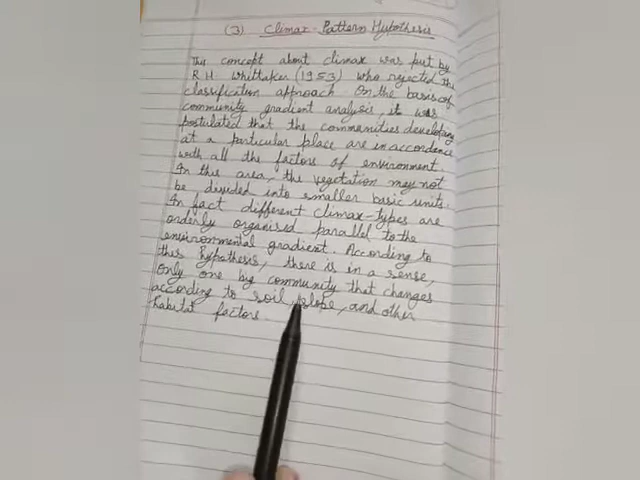 (3) Climax-Pattern Hypothesis
The concept about climax was put by
R.H. Whittaker (1953) who rejected the
classification approach On the basis of
community gradient analysis, it was
postulated that the communities developing
at a particular place are in accordance
with all the factors of environment
In this area, the vegetation may not
be divided into smaller basic units.
In fact different climax-types are
orderly organised parallel to the
environmental gradient. According to
this hypothesis, there is in a sense,
only one big community that changes
according to soil slope, and other
habitat factors.